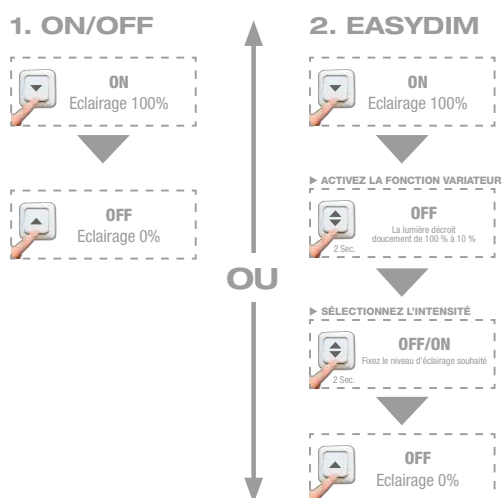 1. ON/OFF
ON
Eclairage 100%
OFF
Eclairage 0%
OU
2. EASYDIM
ON
Eclairage 100%
▶ ACTIVEZ LA FONCTION VARIATEUR
OFF
La lumière décroit
doucement de 100 % à 10 %
2 Sec.
▶ SÉLECTIONNEZ L'INTENSITÉ
OFF/ON
Fixez le niveau d'éclairage souhaité
2 Sec.
OFF
Eclairage 0%